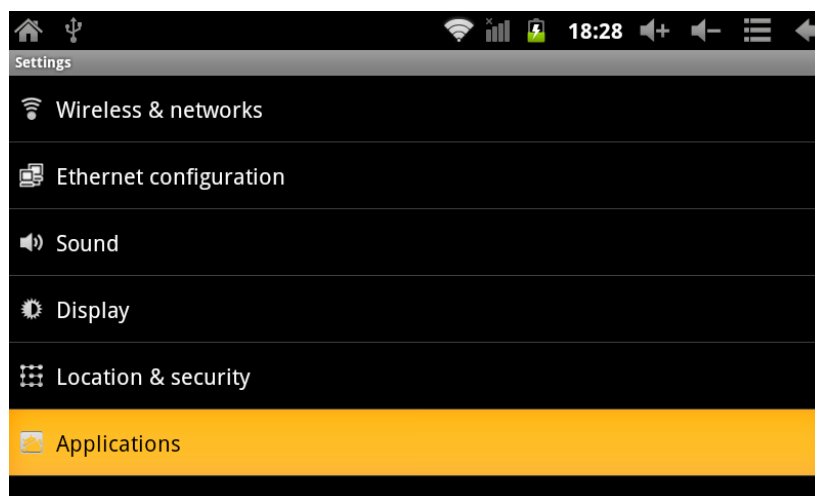 18:28
Settings
Wireless & networks
Ethernet configuration
Sound
Display
Location & security
Applications